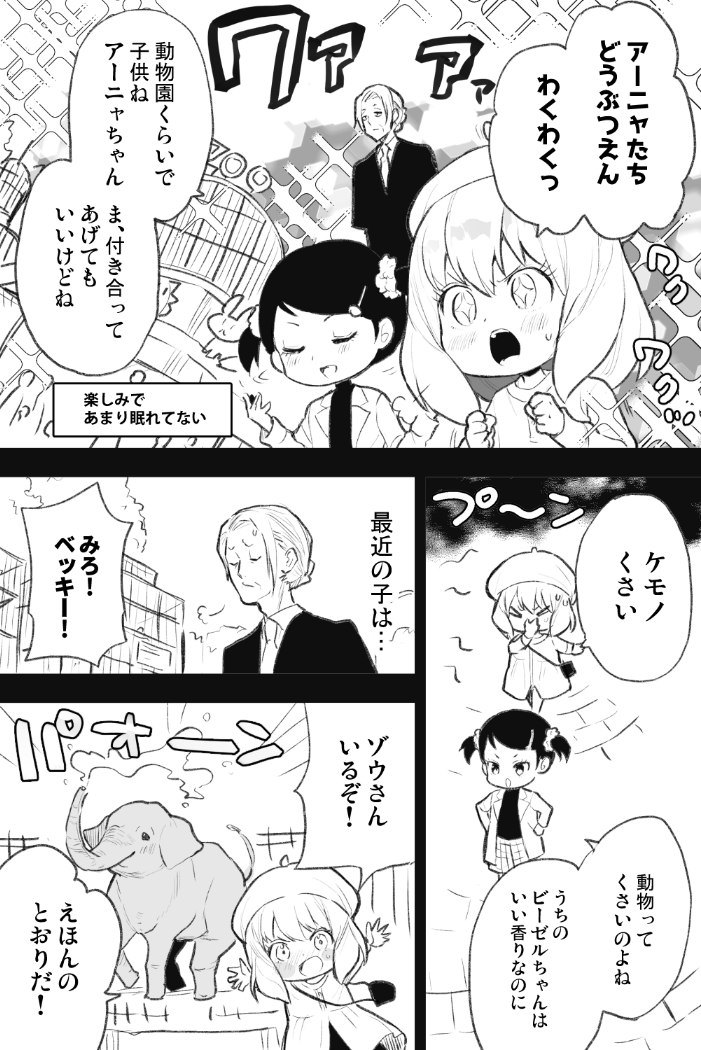 アーニャたち
どうぶつえん
わくわくっ
ワァァァ
動物園くらいで
子供ね
アーニャちゃん
ま、付き合って
あげても
いいけどね
ZOO
ワク
アク…
楽しみで
あまり眠れてない
プ〜ン
ケモノ
くさい
動物って
くさいのよね
うちの
ビーゼルちゃんは
いい香りなのに
最近の子は…
みろ!
ベッキー!
ゾウさん
いるぞ!
パオーン
えほんの
とおりだ!